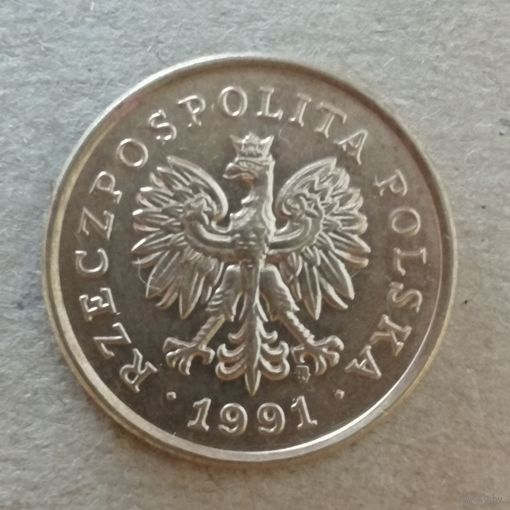 RZECZPOSPOLITA POLSKA
· 1991 ·